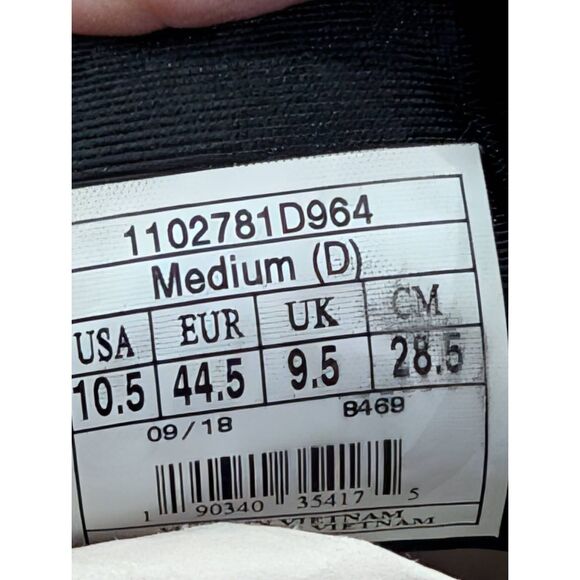 1102781D964
Medium (D)
USA EUR UK CM
10.5 44.5 9.5 28.5
09/18 8469
1 90340 35417 5
VIETNAM